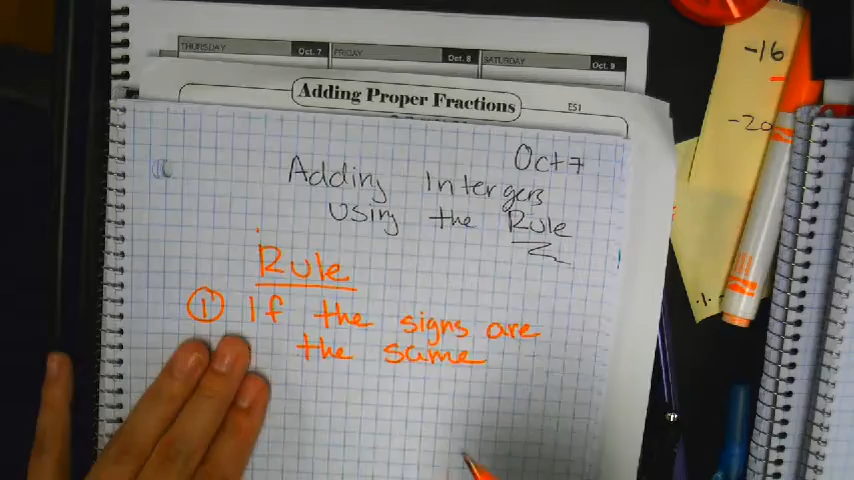 THURSDAY Oct. 7 FRIDAY Oct. 8 SATURDAY Oct. 9
Adding Proper Fractions
ES1
-16
-20
Oct 7
Adding Intergers
using the Rule
Rule
1 If the signs are
the same